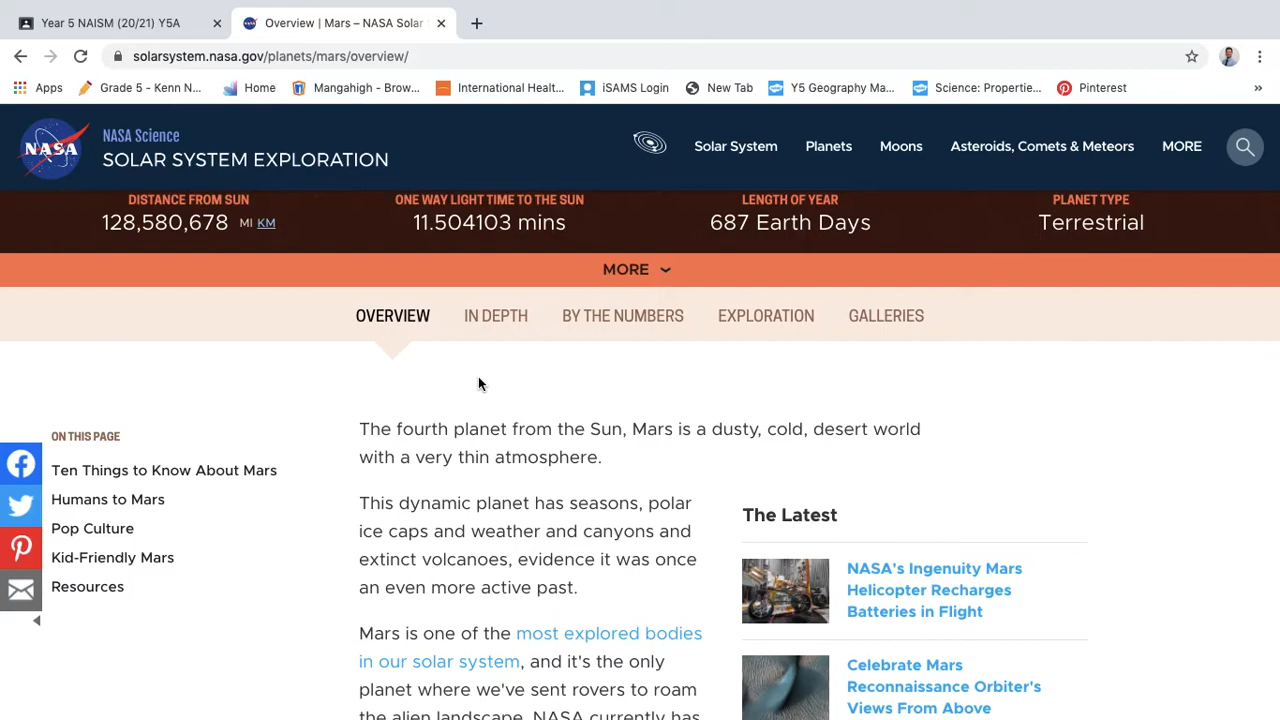 Year 5 NAISM (20/21) Y5A
Overview | Mars – NASA Solar
solarsystem.nasa.gov/planets/mars/overview/
Apps
Grade 5 - Kenn N...
Home
Mangahigh - Brow...
International Healt...
iSAMS Login
New Tab
Y5 Geography Ma...
Science: Propertie...
Pinterest
»
NASA
NASA Science
SOLAR SYSTEM EXPLORATION
Solar System
Planets
Moons
Asteroids, Comets & Meteors
MORE
DISTANCE FROM SUN
128,580,678 MI KM
ONE WAY LIGHT TIME TO THE SUN
11.504103 mins
LENGTH OF YEAR
687 Earth Days
PLANET TYPE
Terrestrial
MORE
OVERVIEW
IN DEPTH
BY THE NUMBERS
EXPLORATION
GALLERIES
ON THIS PAGE
Ten Things to Know About Mars
Humans to Mars
Pop Culture
Kid-Friendly Mars
Resources
The fourth planet from the Sun, Mars is a dusty, cold, desert world
with a very thin atmosphere.
This dynamic planet has seasons, polar
ice caps and weather and canyons and
extinct volcanoes, evidence it was once
an even more active past.
Mars is one of the most explored bodies
in our solar system, and it's the only
planet where we've sent rovers to roam
the alien landscape. NASA currently has
The Latest
NASA's Ingenuity Mars
Helicopter Recharges
Batteries in Flight
Celebrate Mars
Reconnaissance Orbiter's
Views From Above